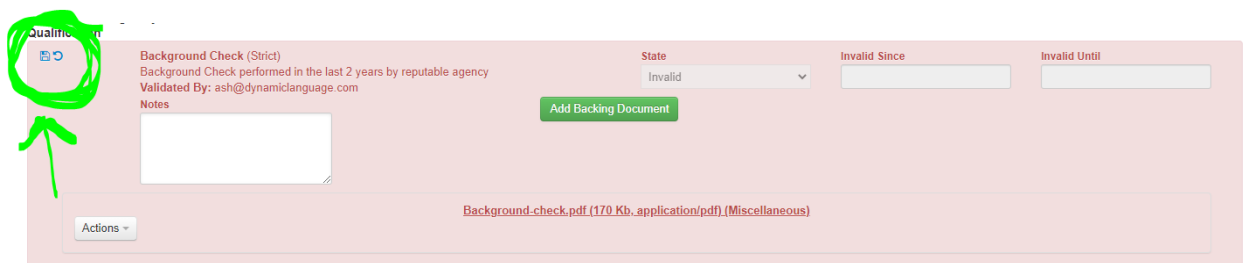 Background Check (Strict)
Background Check performed in the last 2 years by reputable agency
Validated By: ash@dynamiclanguage.com
Notes
State
Invalid
Invalid Since
Invalid Until
Add Backing Document
Background-check.pdf (170 Kb, application/pdf) (Miscellaneous)
Actions